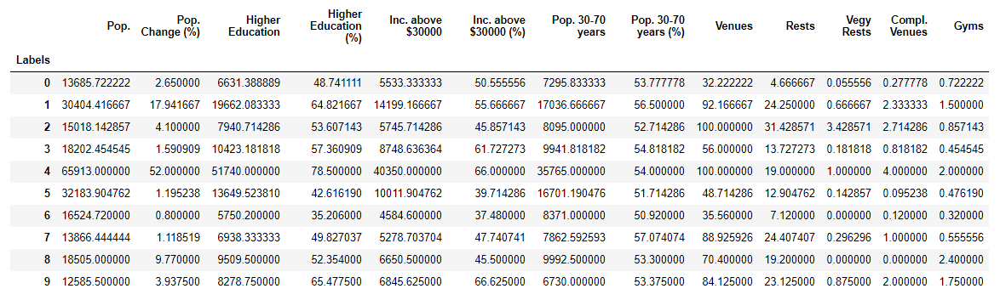 Pop. Pop. Change (%) Higher Education Higher Education (%) Inc. above $30000 Inc. above $30000 (%) Pop. 30-70 years Pop. 30-70 years (%) Venues Rests Vegy Rests Compl. Venues Gyms
Labels
0 13685.722222 2.650000 6631.388889 48.741111 5533.333333 50.555556 7295.833333 53.777778 32.222222 4.666667 0.055556 0.277778 0.722222
1 30404.416667 17.941667 19662.083333 64.821667 14199.166667 55.666667 17036.666667 56.500000 92.166667 24.250000 0.666667 2.333333 1.500000
2 15018.142857 4.100000 7940.714286 53.607143 5745.714286 45.857143 8095.000000 52.714286 100.000000 31.428571 3.428571 2.714286 0.857143
3 18202.454545 1.590909 10423.181818 57.360909 8748.636364 61.727273 9941.818182 54.818182 56.000000 13.727273 0.181818 0.818182 0.454545
4 65913.000000 52.000000 51740.000000 78.500000 40350.000000 66.000000 35765.000000 54.000000 100.000000 19.000000 1.000000 4.000000 2.000000
5 32183.904762 1.195238 13649.523810 42.616190 10011.904762 39.714286 16701.190476 51.714286 48.714286 12.904762 0.142857 0.095238 0.476190
6 16524.720000 0.800000 5750.200000 35.206000 4584.600000 37.480000 8371.000000 50.920000 35.560000 7.120000 0.000000 0.120000 0.320000
7 13866.444444 1.118519 6938.333333 49.827037 5278.703704 47.740741 7862.592593 57.074074 88.925926 24.407407 0.296296 1.000000 0.555556
8 18505.000000 9.770000 9509.500000 52.354000 6650.500000 45.500000 9992.500000 53.300000 70.400000 19.200000 0.000000 0.000000 2.400000
9 12585.500000 3.937500 8278.750000 65.477500 6845.625000 66.625000 6730.000000 53.375000 84.125000 23.125000 0.875000 2.000000 1.750000